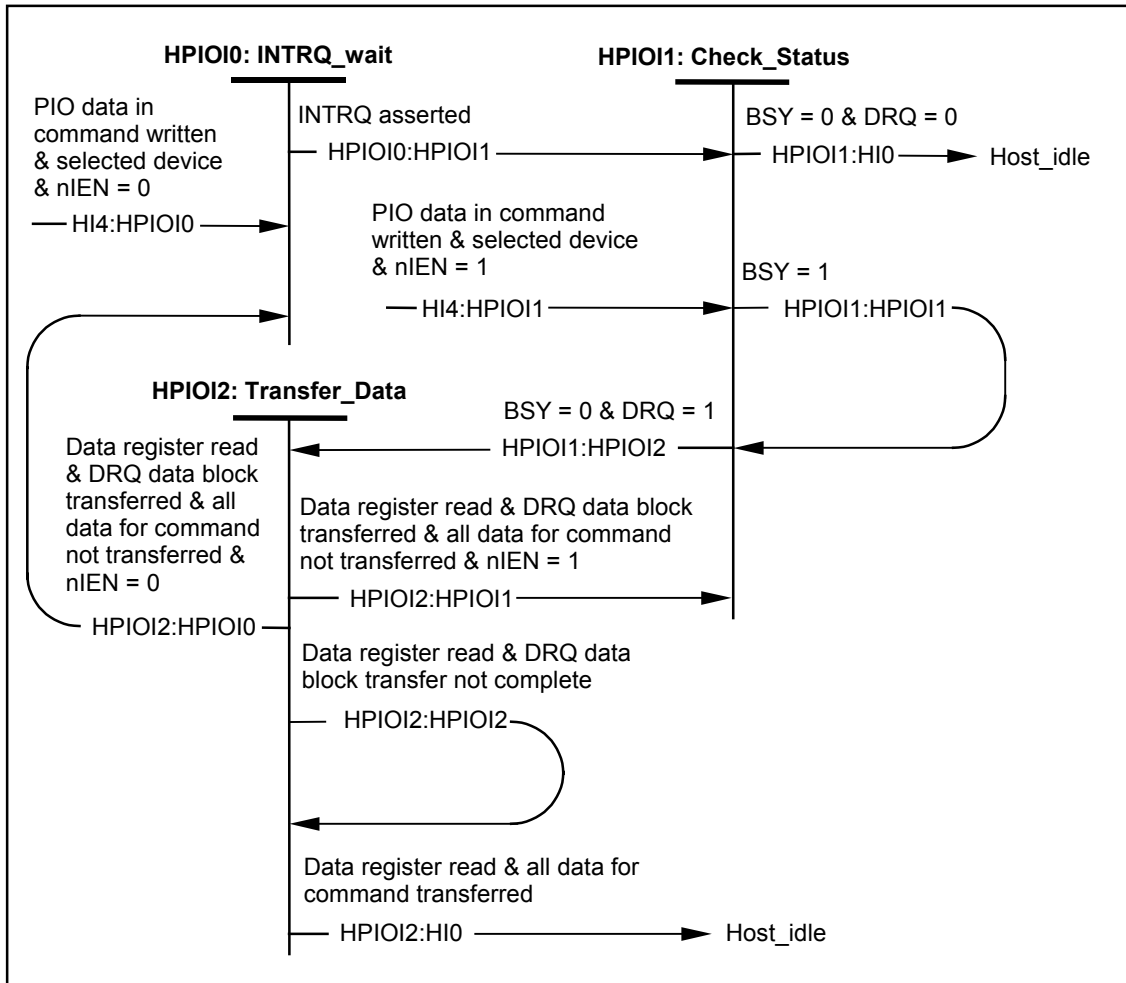 HPIOI0: INTRQ_wait
HPIOI1: Check_Status
PIO data in
command written
& selected device
& nIEN = 0
HI4:HPIOI0
INTRQ asserted
HPIOI0:HPIOI1
BSY = 0 & DRQ = 0
HPIOI1:HI0
Host_idle
PIO data in command
written & selected device
& nIEN = 1
HI4:HPIOI1
BSY = 1
HPIOI1:HPIOI1
HPIOI2: Transfer_Data
BSY = 0 & DRQ = 1
HPIOI1:HPIOI2
Data register read
& DRQ data block
transferred & all
data for command
not transferred &
nIEN = 0
HPIOI2:HPIOI0
Data register read & DRQ data block
transferred & all data for command
not transferred & nIEN = 1
HPIOI2:HPIOI1
Data register read & DRQ data
block transfer not complete
HPIOI2:HPIOI2
Data register read & all data for
command transferred
HPIOI2:HI0
Host_idle